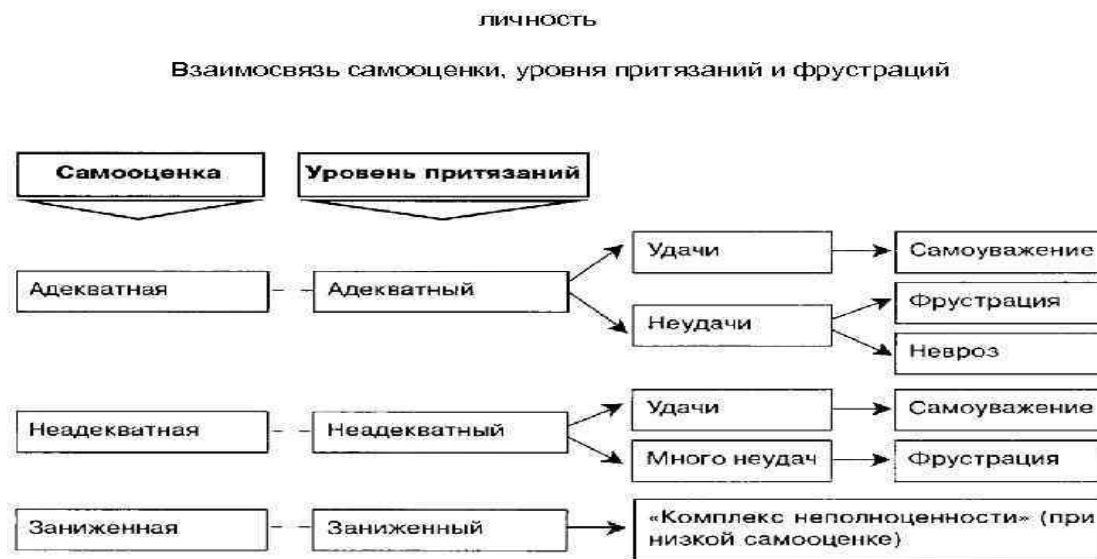 личность
Взаимосвязь самооценки, уровня притязаний и фрустраций
Самооценка
Уровень притязаний
Адекватная
Адекватный
Удачи
Самоуважение
Неудачи
Фрустрация
Невроз
Неадекватная
Неадекватный
Удачи
Самоуважение
Много неудач
Фрустрация
Заниженная
Заниженный
«Комплекс неполноценности» (при
низкой самооценке)